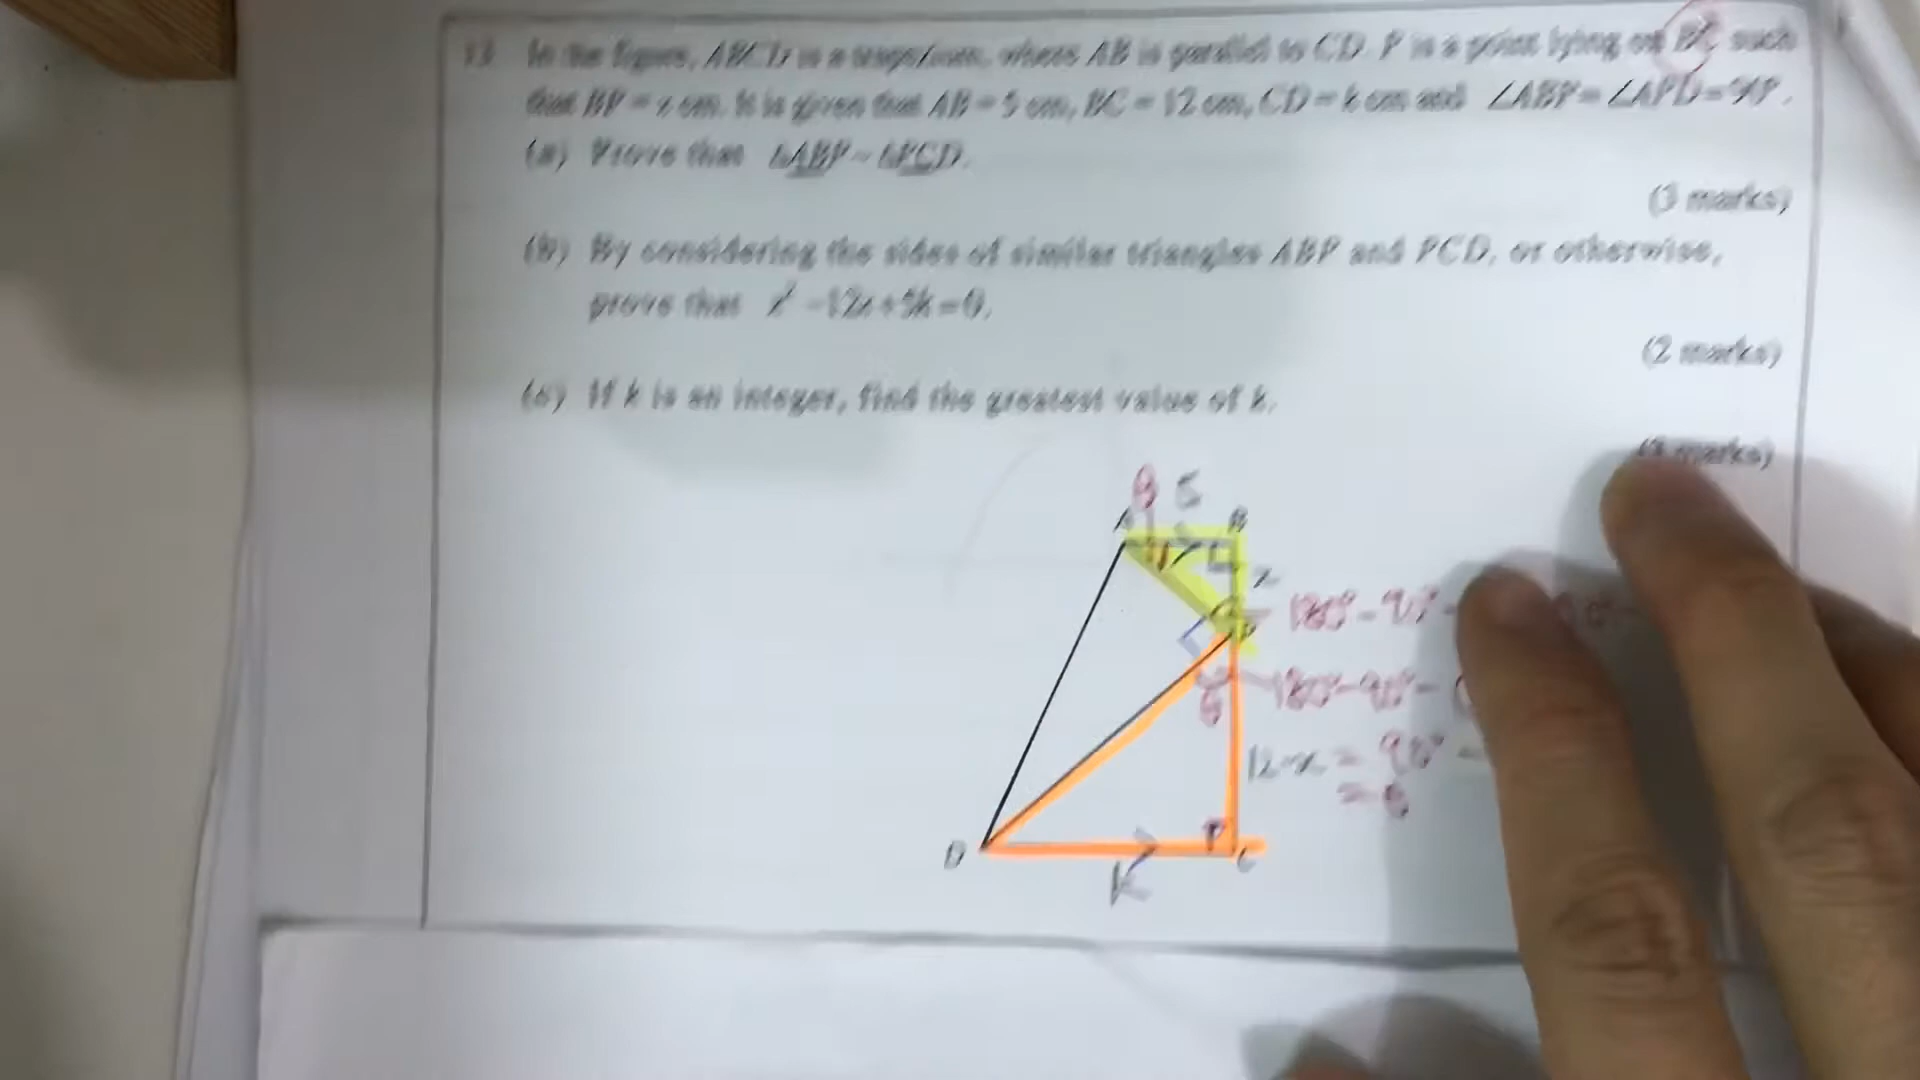 13 In the figure, ABCD is a trapezium, where AB is parallel to CD. P is a point lying on BC such
that BP = x cm. It is given that AB = 5 cm, BC = 12 cm, CD = k cm and ∠ABP = ∠APD = 90°.
(a) Prove that ΔABP ~ ΔPCD.
(3 marks)
(b) By considering the sides of similar triangles ABP and PCD, or otherwise,
prove that x² − 12x + 5k = 0.
(2 marks)
(c) If k is an integer, find the greatest value of k.
marks)
θ 5
A B
x
P 180° − 90° −
180° − 90° −
θ
12-x = 90° −
= θ
D C
K